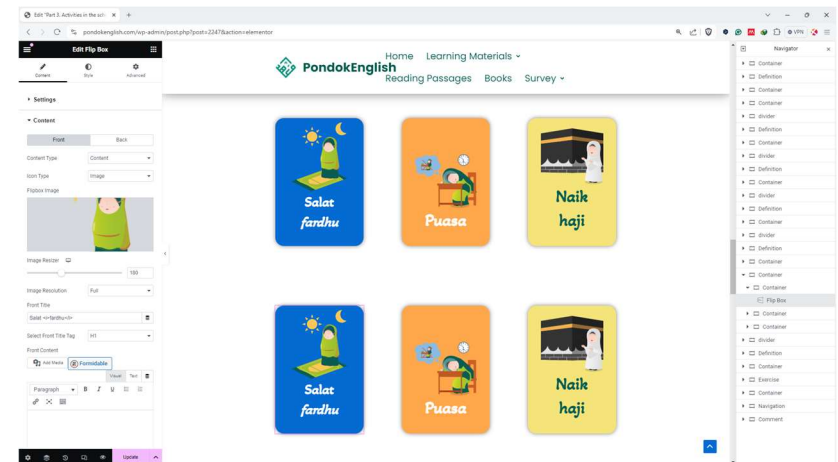 Edit "Part 3. Activities in the sch
pondokenglish.com/wp-admin/post.php?post=2247&action=elementor
VPN
Edit Flip Box
Content
Style
Advanced
Settings
Content
Front
Back
Content Type
Content
Icon Type
Image
Flipbox Image
Image Resizer
100
Image Resolution
Full
Front Title
Salat <i>fardhu</i>
Select Front Title Tag
H1
Front Content
Add Media
Formidable
Visual
Text
Paragraph
B
I
U
Update
PondokEnglish
Home
Learning Materials
Reading Passages
Books
Survey
Salat
fardhu
Puasa
Naik
haji
Salat
fardhu
Puasa
Naik
haji
Navigator
Container
Definition
Container
Container
divider
Definition
Container
divider
Definition
Container
divider
Definition
Container
divider
Definition
Container
Container
Container
Flip Box
Container
Container
divider
Definition
Container
Exercise
Container
Navigation
Comment